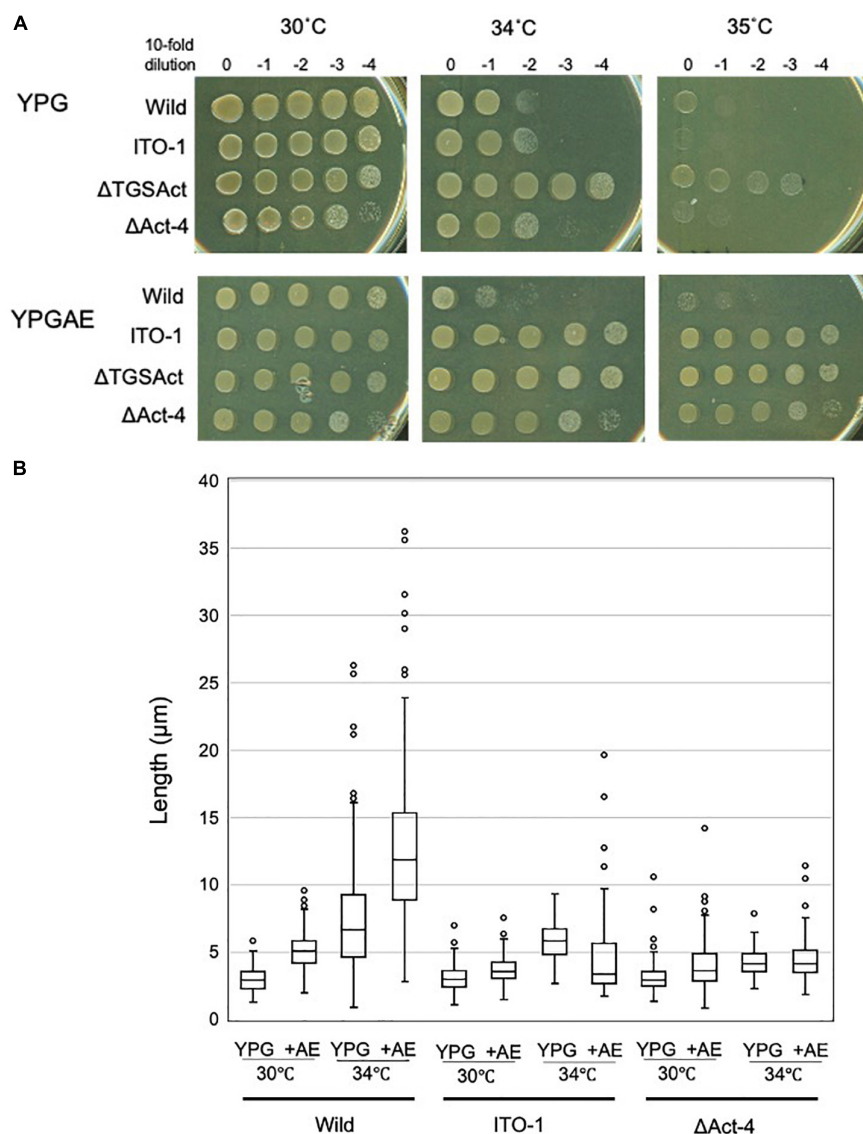 A
30˚C 34˚C 35˚C
10-fold dilution 0 -1 -2 -3 -4 0 -1 -2 -3 -4 0 -1 -2 -3 -4
YPG
Wild
ITO-1
ΔTGSAct
ΔAct-4
YPGAE
Wild
ITO-1
ΔTGSAct
ΔAct-4
B
Length (µm)
40
35
30
25
20
15
10
5
0
YPG +AE YPG +AE YPG +AE YPG +AE YPG +AE YPG +AE
30℃ 34℃ 30℃ 34℃ 30℃ 34℃
Wild ITO-1 ΔAct-4